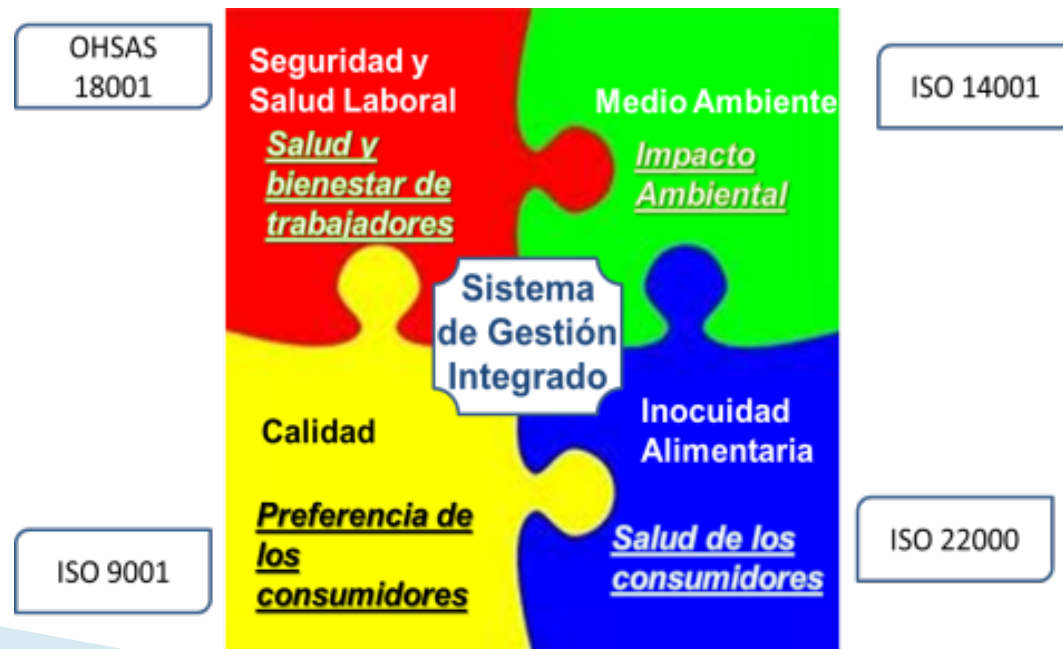 OHSAS
18001
Seguridad y
Salud Laboral
Salud y
bienestar de
trabajadores
Medio Ambiente
Impacto
Ambiental
ISO 14001
Sistema
de Gestión
Integrado
Calidad
Preferencia de
los
consumidores
ISO 9001
Inocuidad
Alimentaria
Salud de los
consumidores
ISO 22000